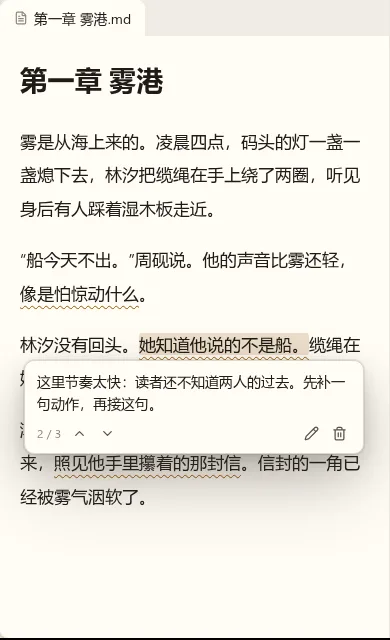 第一章 雾港.md
第一章 雾港
雾是从海上来的。凌晨四点，码头的灯一盏一
盏熄下去，林汐把缆绳在手上绕了两圈，听见
身后有人踩着湿木板走近。
“船今天不出。”周砚说。他的声音比雾还轻，
像是怕惊动什么。
林汐没有回头。她知道他说的不是船。缆绳在
这里节奏太快：读者还不知道两人的过去。先补一
句动作，再接这句。
2 / 3
来，照见他手里攥着的那封信。信封的一角已
经被雾气洇软了。